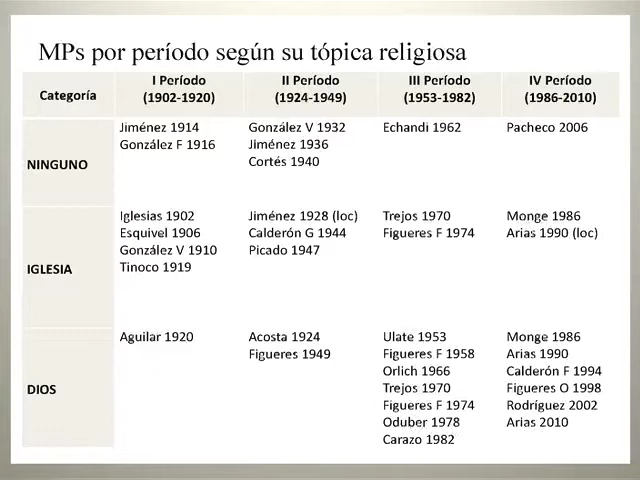 MPs por período según su tópica religiosa
Categoría
I Período
(1902-1920)
II Período
(1924-1949)
III Período
(1953-1982)
IV Período
(1986-2010)
NINGUNO
Jiménez 1914
González F 1916
González V 1932
Jiménez 1936
Cortés 1940
Echandi 1962
Pacheco 2006
IGLESIA
Iglesias 1902
Esquivel 1906
González V 1910
Tinoco 1919
Jiménez 1928 (loc)
Calderón G 1944
Picado 1947
Trejos 1970
Figueres F 1974
Monge 1986
Arias 1990 (loc)
DIOS
Aguilar 1920
Acosta 1924
Figueres 1949
Ulate 1953
Figueres F 1958
Orlich 1966
Trejos 1970
Figueres F 1974
Oduber 1978
Carazo 1982
Monge 1986
Arias 1990
Calderón F 1994
Figueres O 1998
Rodríguez 2002
Arias 2010